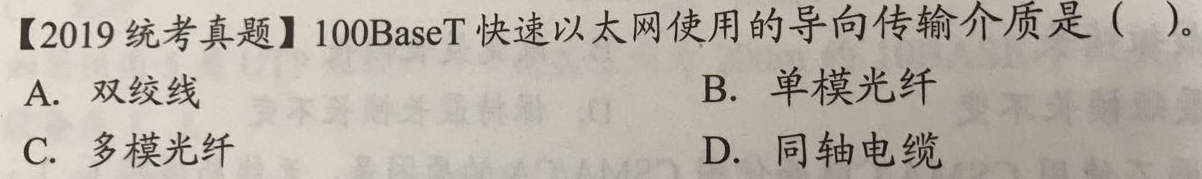 【2019 统考真题】100BaseT 快速以太网使用的导向传输介质是（ ）。
A. 双绞线 B. 单模光纤
C. 多模光纤 D. 同轴电缆